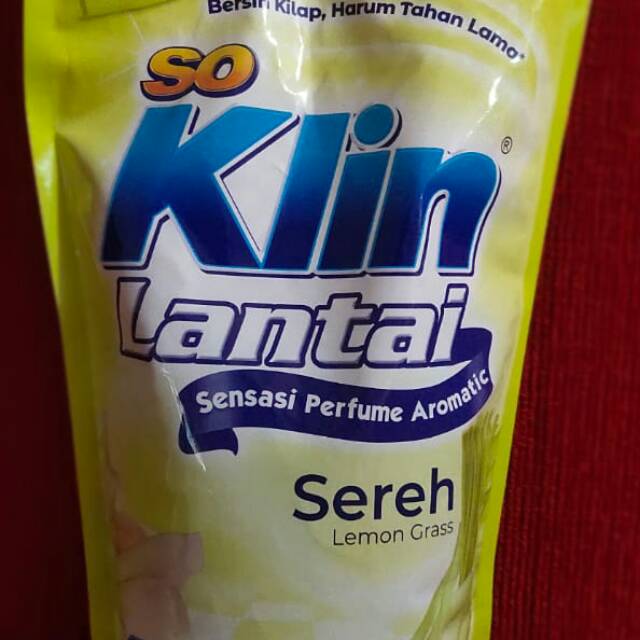 Bersih Kilap, Harum Tahan Lama*
SO
Klin®
Lantai
Sensasi Perfume Aromatic
Sereh
Lemon Grass